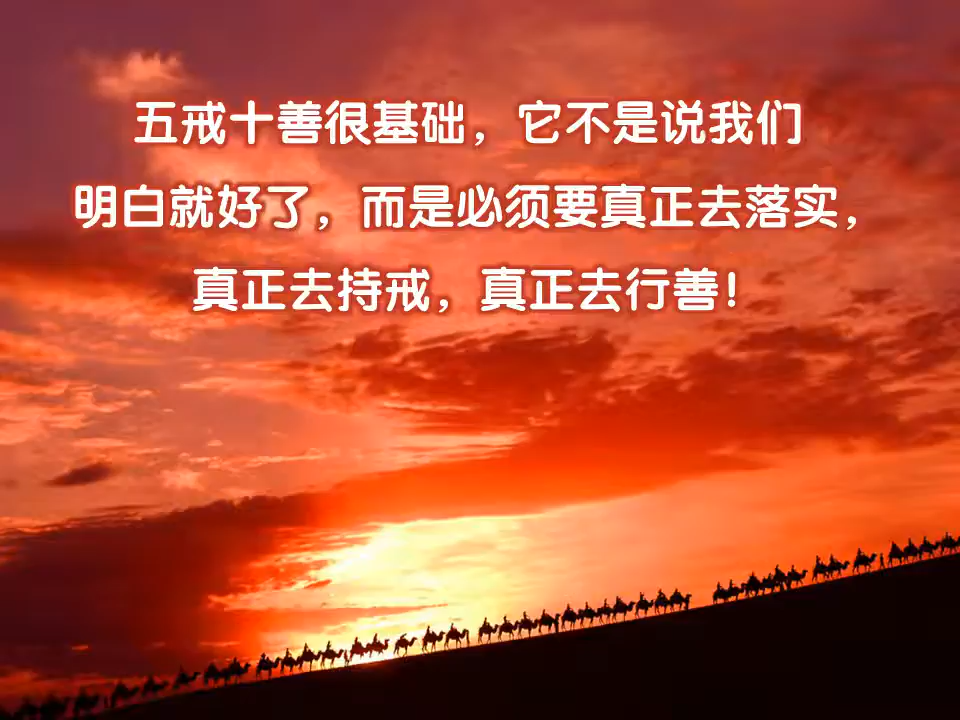 五戒十善很基础，它不是说我们
明白就好了，而是必须要真正去落实，
真正去持戒，真正去行善！